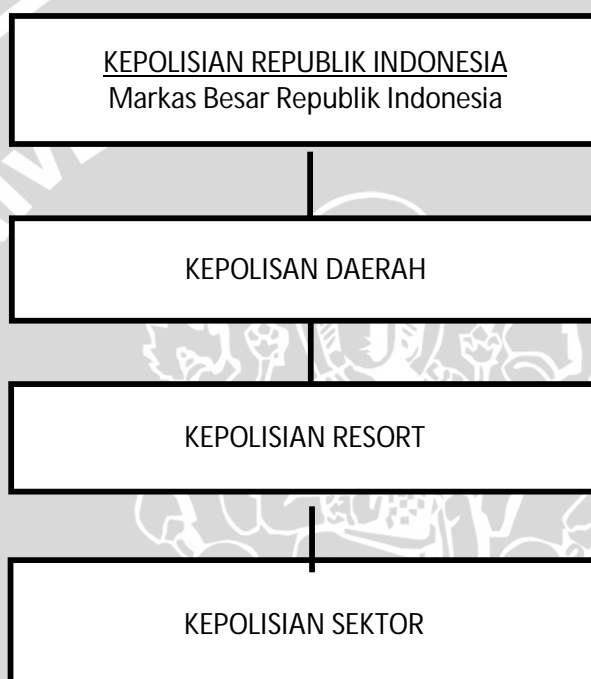 KEPOLISIAN REPUBLIK INDONESIA
Markas Besar Republik Indonesia
KEPOLISAN DAERAH
KEPOLISIAN RESORT
KEPOLISIAN SEKTOR